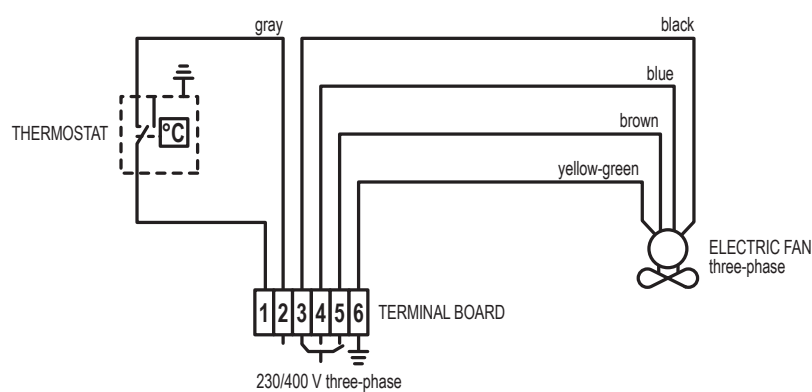 gray
black
blue
brown
yellow-green
THERMOSTAT
°C
ELECTRIC FAN
three-phase
1 2 3 4 5 6
TERMINAL BOARD
230/400 V three-phase